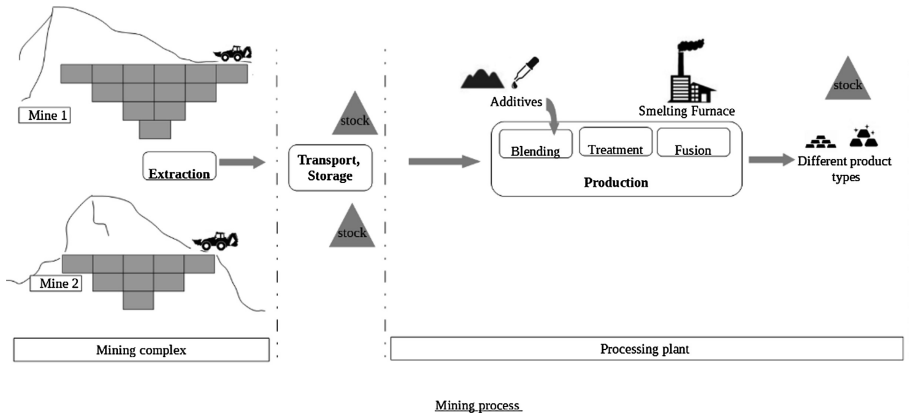 Mine 1
Extraction
Mine 2
Mining complex
stock
Transport,
Storage
stock
Additives
Smelting Furnace
Blending
Treatment
Fusion
Production
stock
Different product
types
Processing plant
Mining process